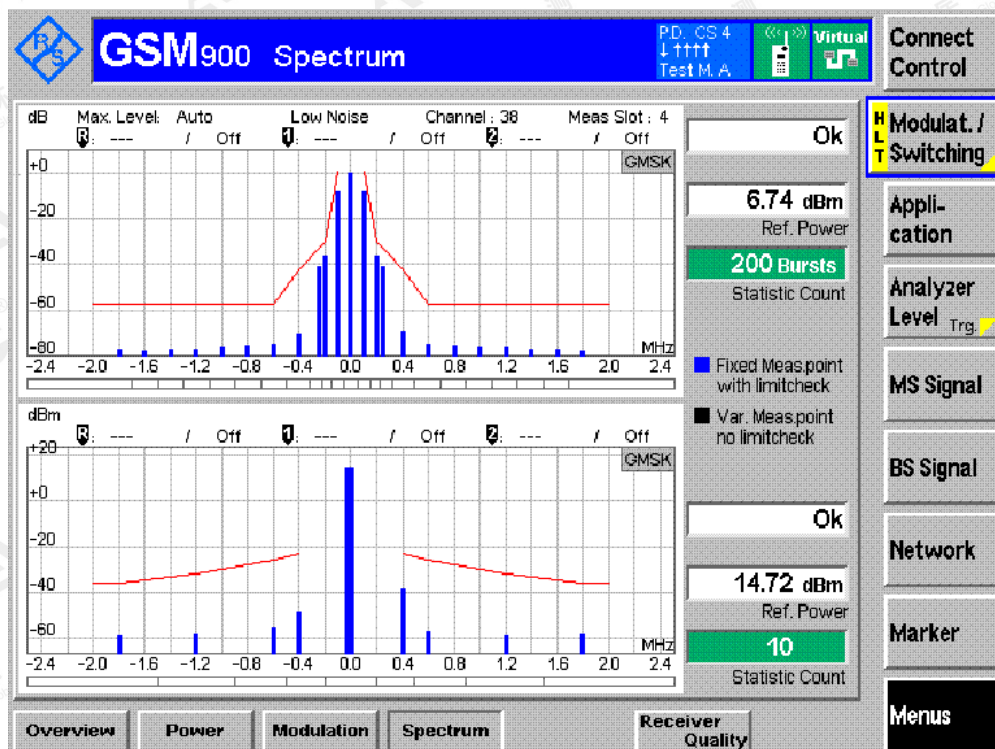 R S
GSM900 Spectrum
P.D. CS 4
Test M. A
Virtual
Connect
Control
dB Max. Level: Auto Low Noise Channel : 38 Meas Slot : 4
R: --- / Off 1: --- / Off 2: --- / Off
GMSK
+0
-20
-40
-60
-80
MHz
-2.4 -2.0 -1.6 -1.2 -0.8 -0.4 0.0 0.4 0.8 1.2 1.6 2.0 2.4
Ok
6.74 dBm
Ref. Power
200 Bursts
Statistic Count
Fixed Meas.point
with limitcheck
Var. Meas.point
no limitcheck
dBm
R: --- / Off 1: --- / Off 2: --- / Off
GMSK
+20
+0
-20
-40
-60
MHz
-2.4 -2.0 -1.6 -1.2 -0.8 -0.4 0.0 0.4 0.8 1.2 1.6 2.0 2.4
Ok
14.72 dBm
Ref. Power
10
Statistic Count
HLT
Modulat. /
Switching
Appli-
cation
Analyzer
Level Trg.
MS Signal
BS Signal
Network
Marker
Menus
Overview
Power
Modulation
Spectrum
Receiver
Quality